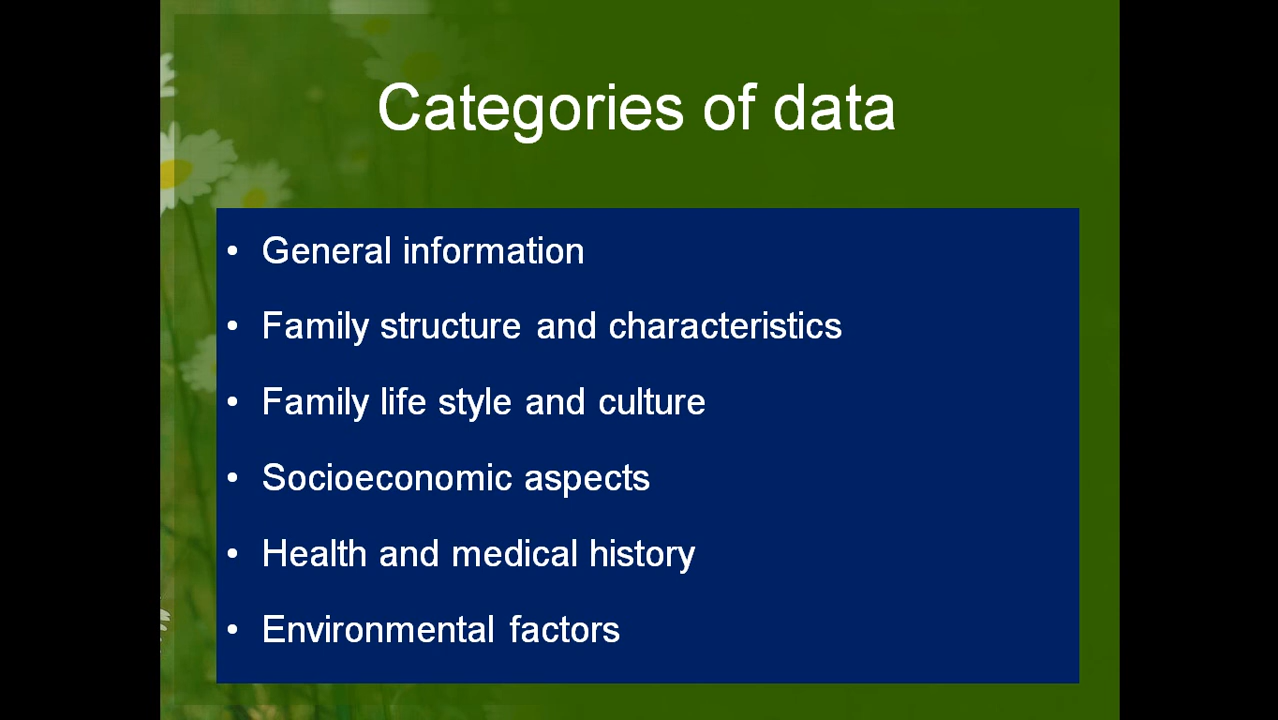 Categories of data
• General information
• Family structure and characteristics
• Family life style and culture
• Socioeconomic aspects
• Health and medical history
• Environmental factors